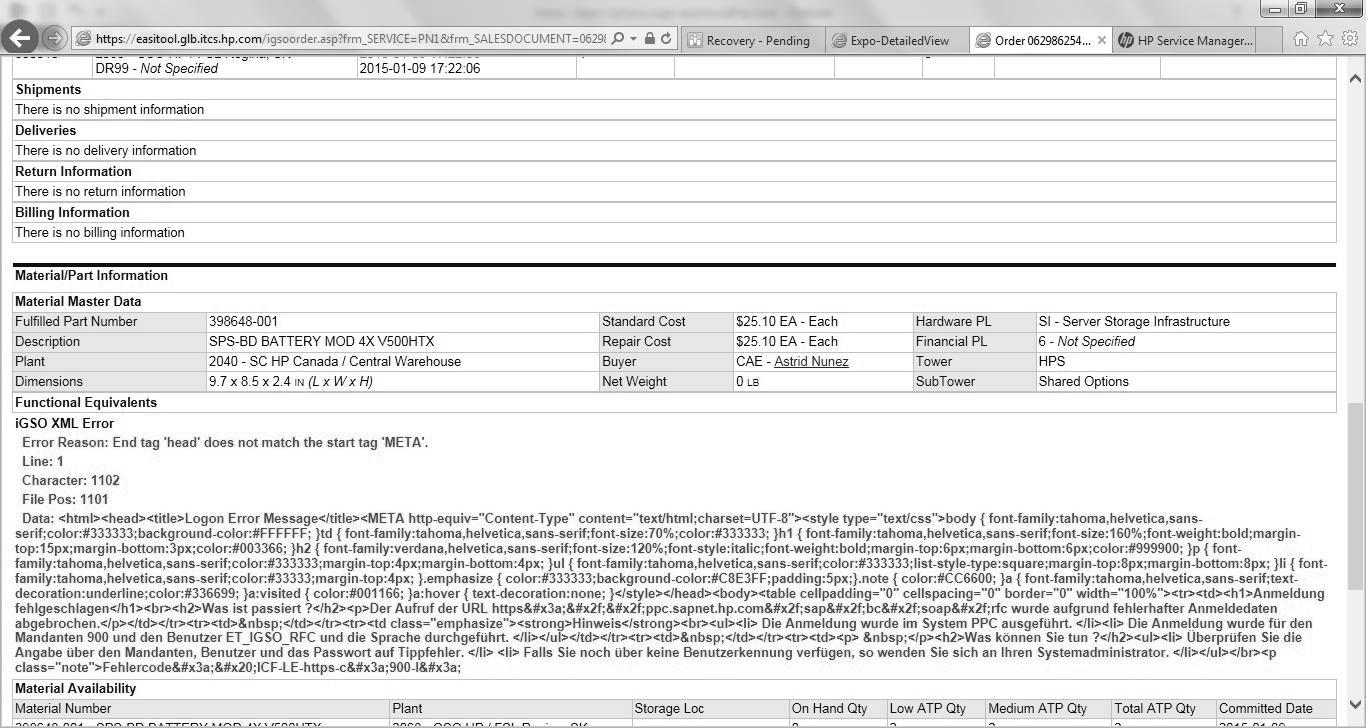 https://easitool.glb.itcs.hp.com/igsoorder.asp?frm_SERVICE=PN1&frm_SALESDOCUMENT=0629
Recovery - Pending
Expo-DetailedView
Order 062986254...
HP Service Manager...
DR99 - Not Specified
2015-01-09 17:22:06
Shipments
There is no shipment information
Deliveries
There is no delivery information
Return Information
There is no return information
Billing Information
There is no billing information
Material/Part Information
Material Master Data
Fulfilled Part Number 398648-001 Standard Cost $25.10 EA - Each Hardware PL SI - Server Storage Infrastructure
Description SPS-BD BATTERY MOD 4X V500HTX Repair Cost $25.10 EA - Each Financial PL 6 - Not Specified
Plant 2040 - SC HP Canada / Central Warehouse Buyer CAE - Astrid Nunez Tower HPS
Dimensions 9.7 x 8.5 x 2.4 IN (L x W x H) Net Weight 0 LB SubTower Shared Options
Functional Equivalents
iGSO XML Error
Error Reason: End tag 'head' does not match the start tag 'META'.
Line: 1
Character: 1102
File Pos: 1101
Data: <html><head><title>Logon Error Message</title><META http-equiv="Content-Type" content="text/html;charset=UTF-8"><style type="text/css">body { font-family:tahoma,helvetica,sans-
serif;color:#333333;background-color:#FFFFFF; }td { font-family:tahoma,helvetica,sans-serif;font-size:70%;color:#333333; }h1 { font-family:tahoma,helvetica,sans-serif;font-size:160%;font-weight:bold;margin-
top:15px;margin-bottom:3px;color:#003366; }h2 { font-family:verdana,helvetica,sans-serif;font-size:120%;font-style:italic;font-weight:bold;margin-top:6px;margin-bottom:6px;color:#999900; }p { font-
family:tahoma,helvetica,sans-serif;color:#333333;margin-top:4px;margin-bottom:4px; }ul { font-family:tahoma,helvetica,sans-serif;color:#333333;list-style-type:square;margin-top:8px;margin-bottom:8px; }li { font-
family:tahoma,helvetica,sans-serif;color:#33333;margin-top:4px; }.emphasize { color:#333333;background-color:#C8E3FF;padding:5px;}.note { color:#CC6600; }a { font-family:tahoma,helvetica,sans-serif;text-
decoration:underline;color:#336699; }a:visited { color:#001166; }a:hover { text-decoration:none; }</style></head><body><table cellpadding="0" cellspacing="0" border="0" width="100%"><tr><td><h1>Anmeldung
fehlgeschlagen</h1><br><h2>Was ist passiert ?</h2><p>Der Aufruf der URL https&#x3a;&#x2f;&#x2f;ppc.sapnet.hp.com&#x2f;sap&#x2f;bc&#x2f;soap&#x2f;rfc wurde aufgrund fehlerhafter Anmeldedaten
abgebrochen.</p></td></tr><tr><td>&nbsp;</td></tr><tr><td class="emphasize"><strong>Hinweis</strong><br><ul><li> Die Anmeldung wurde im System PPC ausgeführt. </li><li> Die Anmeldung wurde für den
Mandanten 900 und den Benutzer ET_IGSO_RFC und die Sprache durchgeführt. </li></ul></td></tr><tr><td>&nbsp;</td></tr><tr><td><p> &nbsp;</p><h2>Was können Sie tun ?</h2><ul><li> Überprüfen Sie die
Angabe über den Mandanten, Benutzer und das Passwort auf Tippfehler. </li> <li> Falls Sie noch über keine Benutzerkennung verfügen, so wenden Sie sich an Ihren Systemadministrator. </li></ul></br><p
class="note">Fehlercode&#x3a;&#x20;ICF-LE-https-c&#x3a;900-l&#x3a;
Material Availability
Material Number Plant Storage Loc On Hand Qty Low ATP Qty Medium ATP Qty Total ATP Qty Committed Date